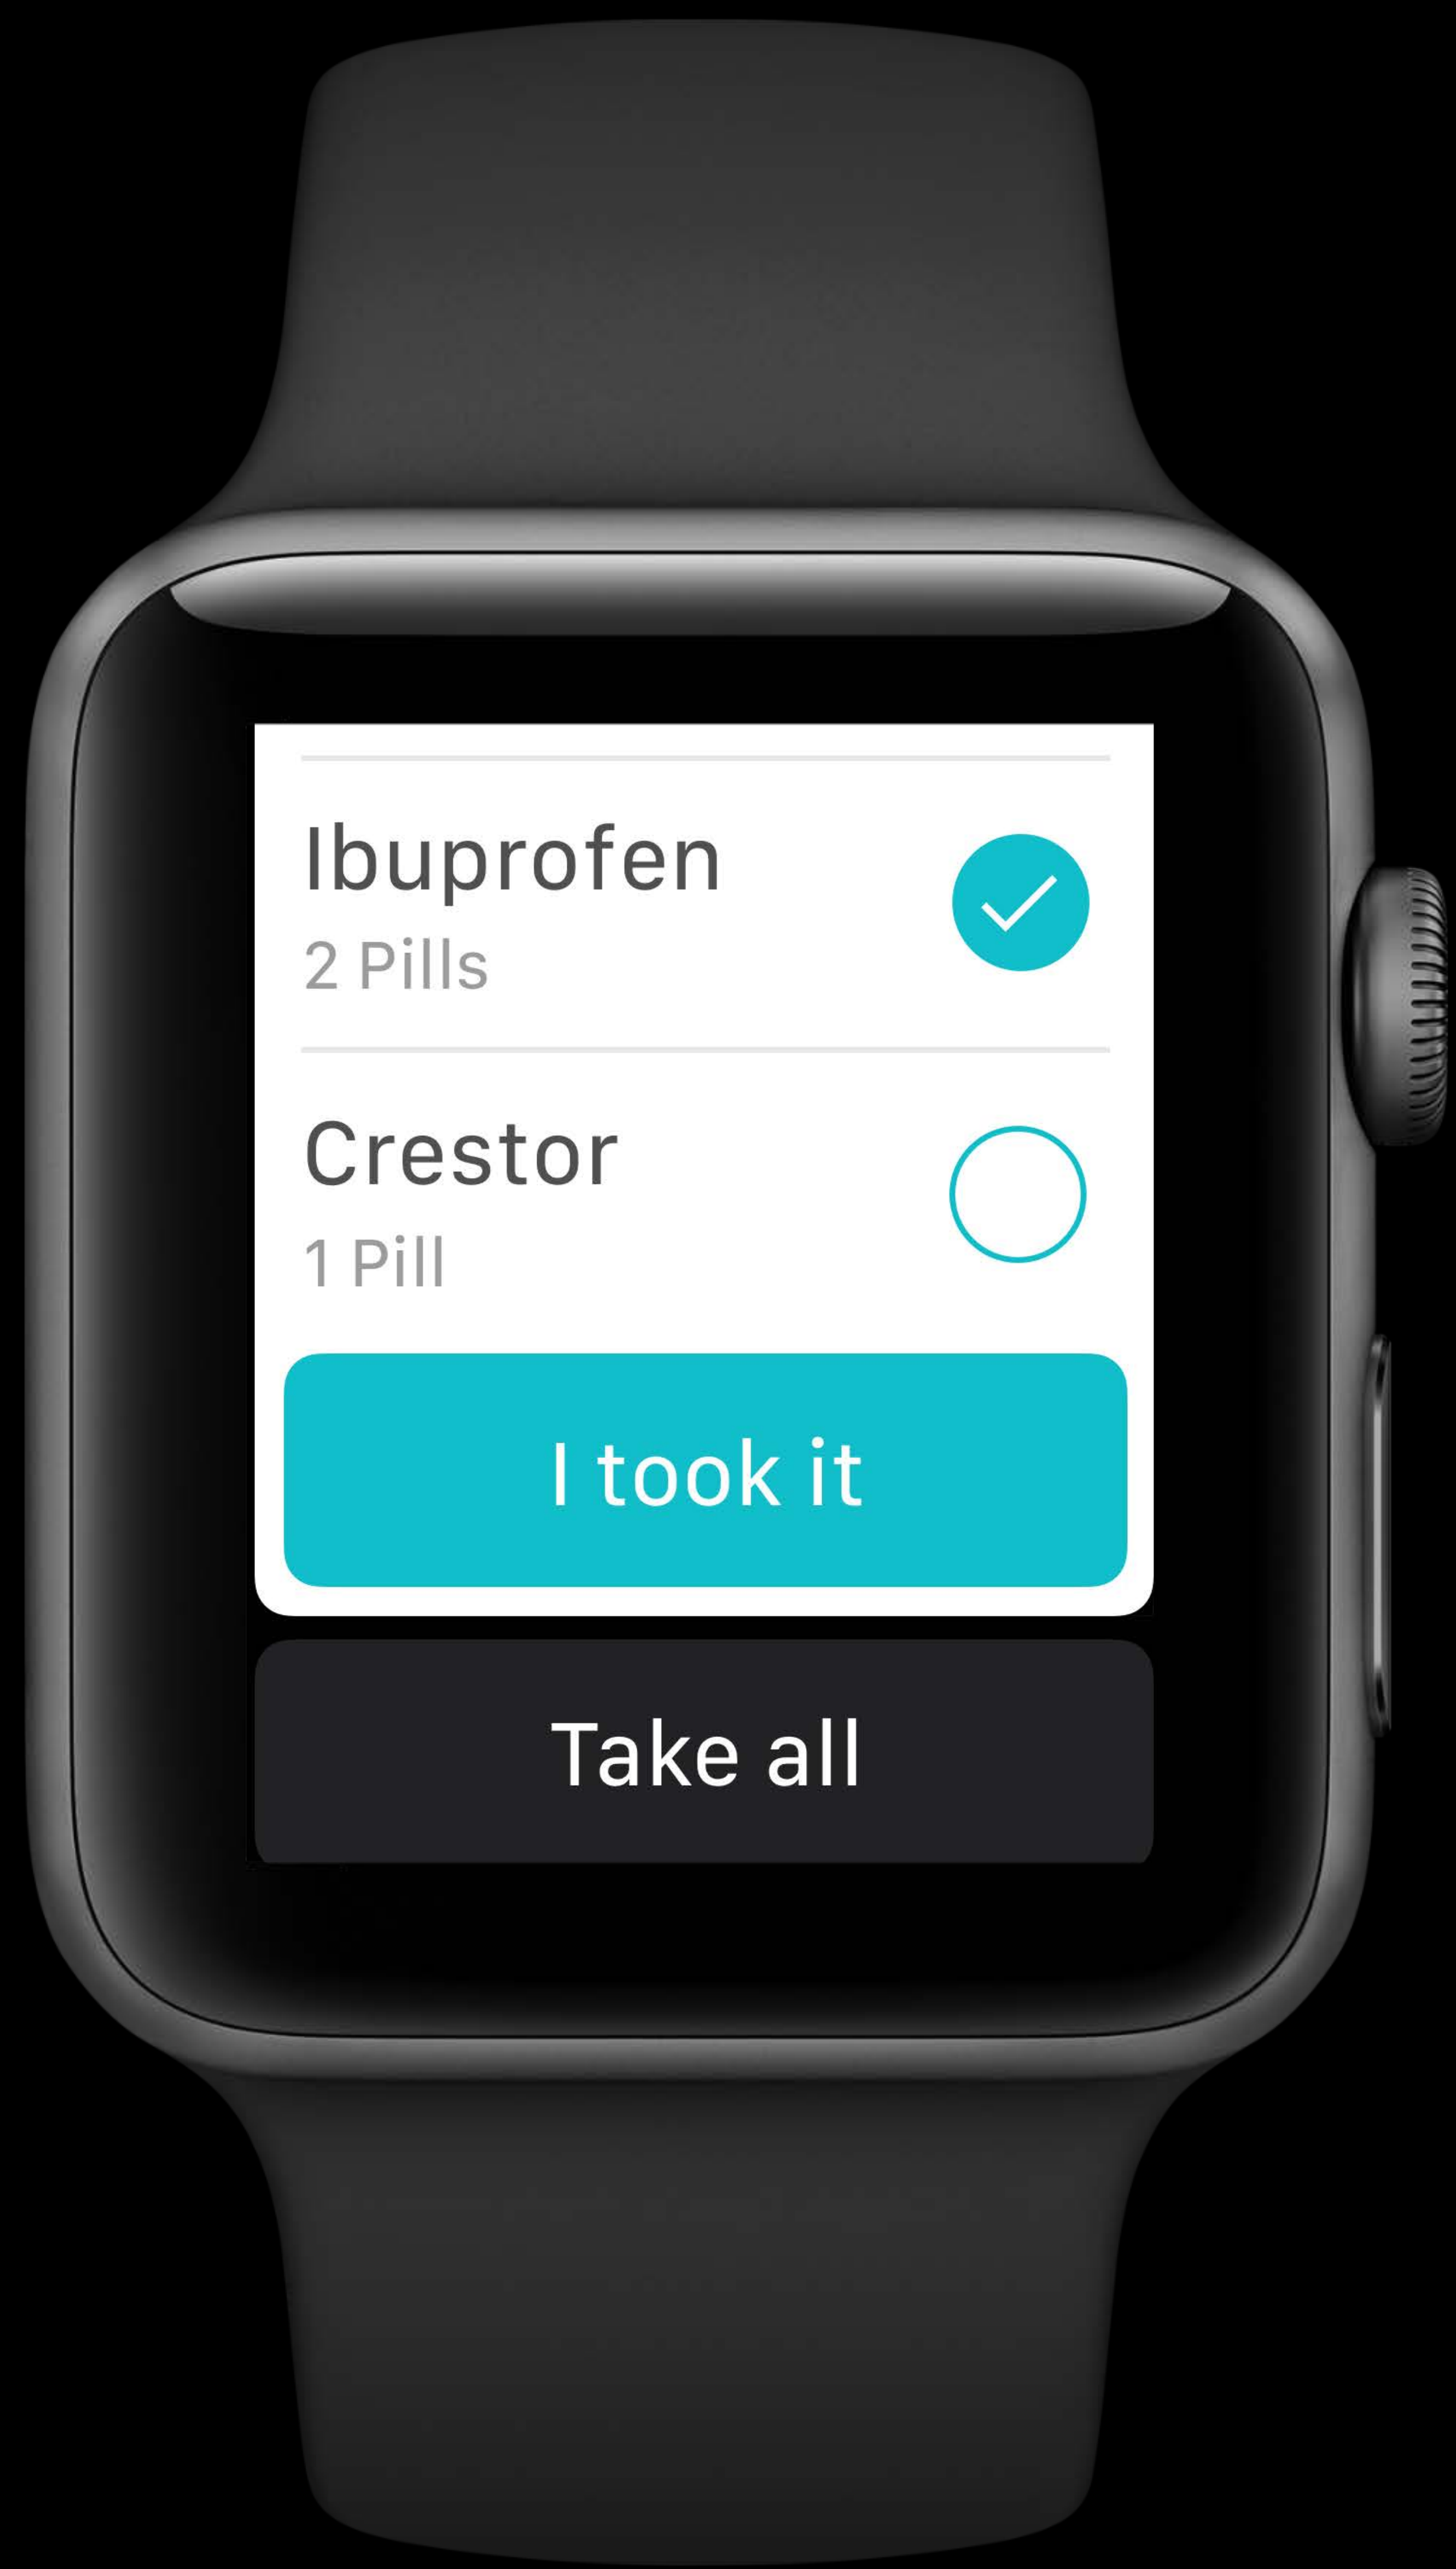 Ibuprofen
2 Pills
Crestor
1 Pill
I took it
Take all